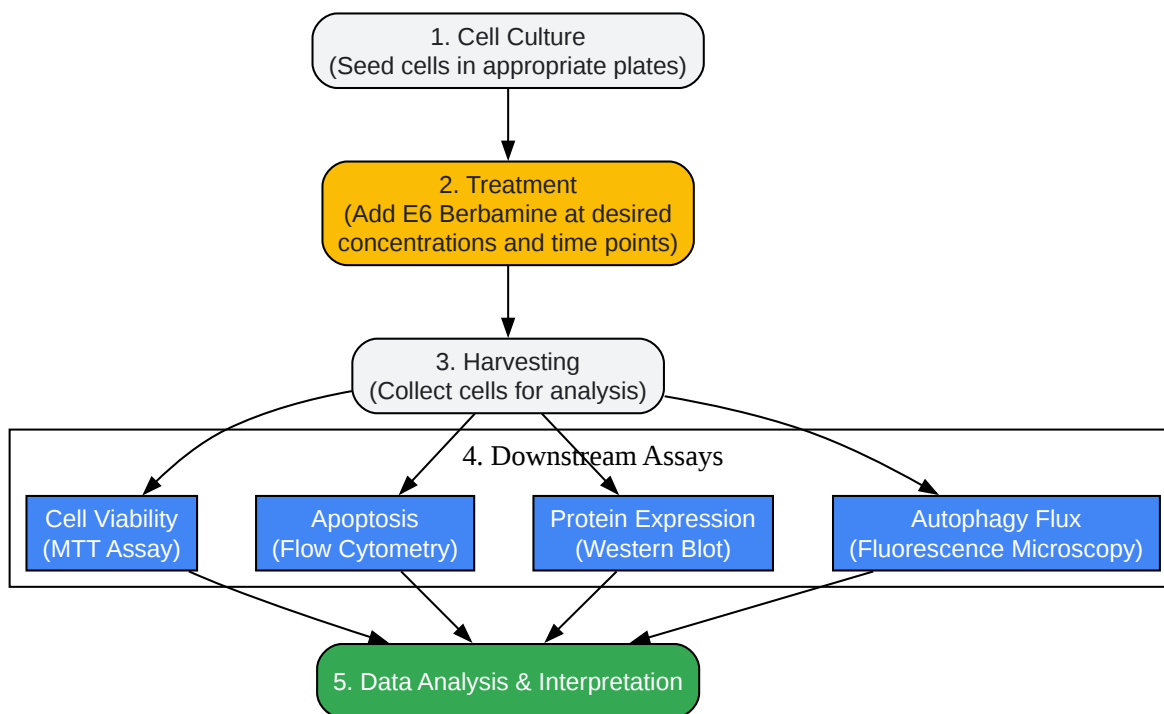 1. Cell Culture
(Seed cells in appropriate plates)
2. Treatment
(Add E6 Berbamine at desired
concentrations and time points)
3. Harvesting
(Collect cells for analysis)
4. Downstream Assays
Cell Viability
(MTT Assay)
Apoptosis
(Flow Cytometry)
Protein Expression
(Western Blot)
Autophagy Flux
(Fluorescence Microscopy)
5. Data Analysis & Interpretation